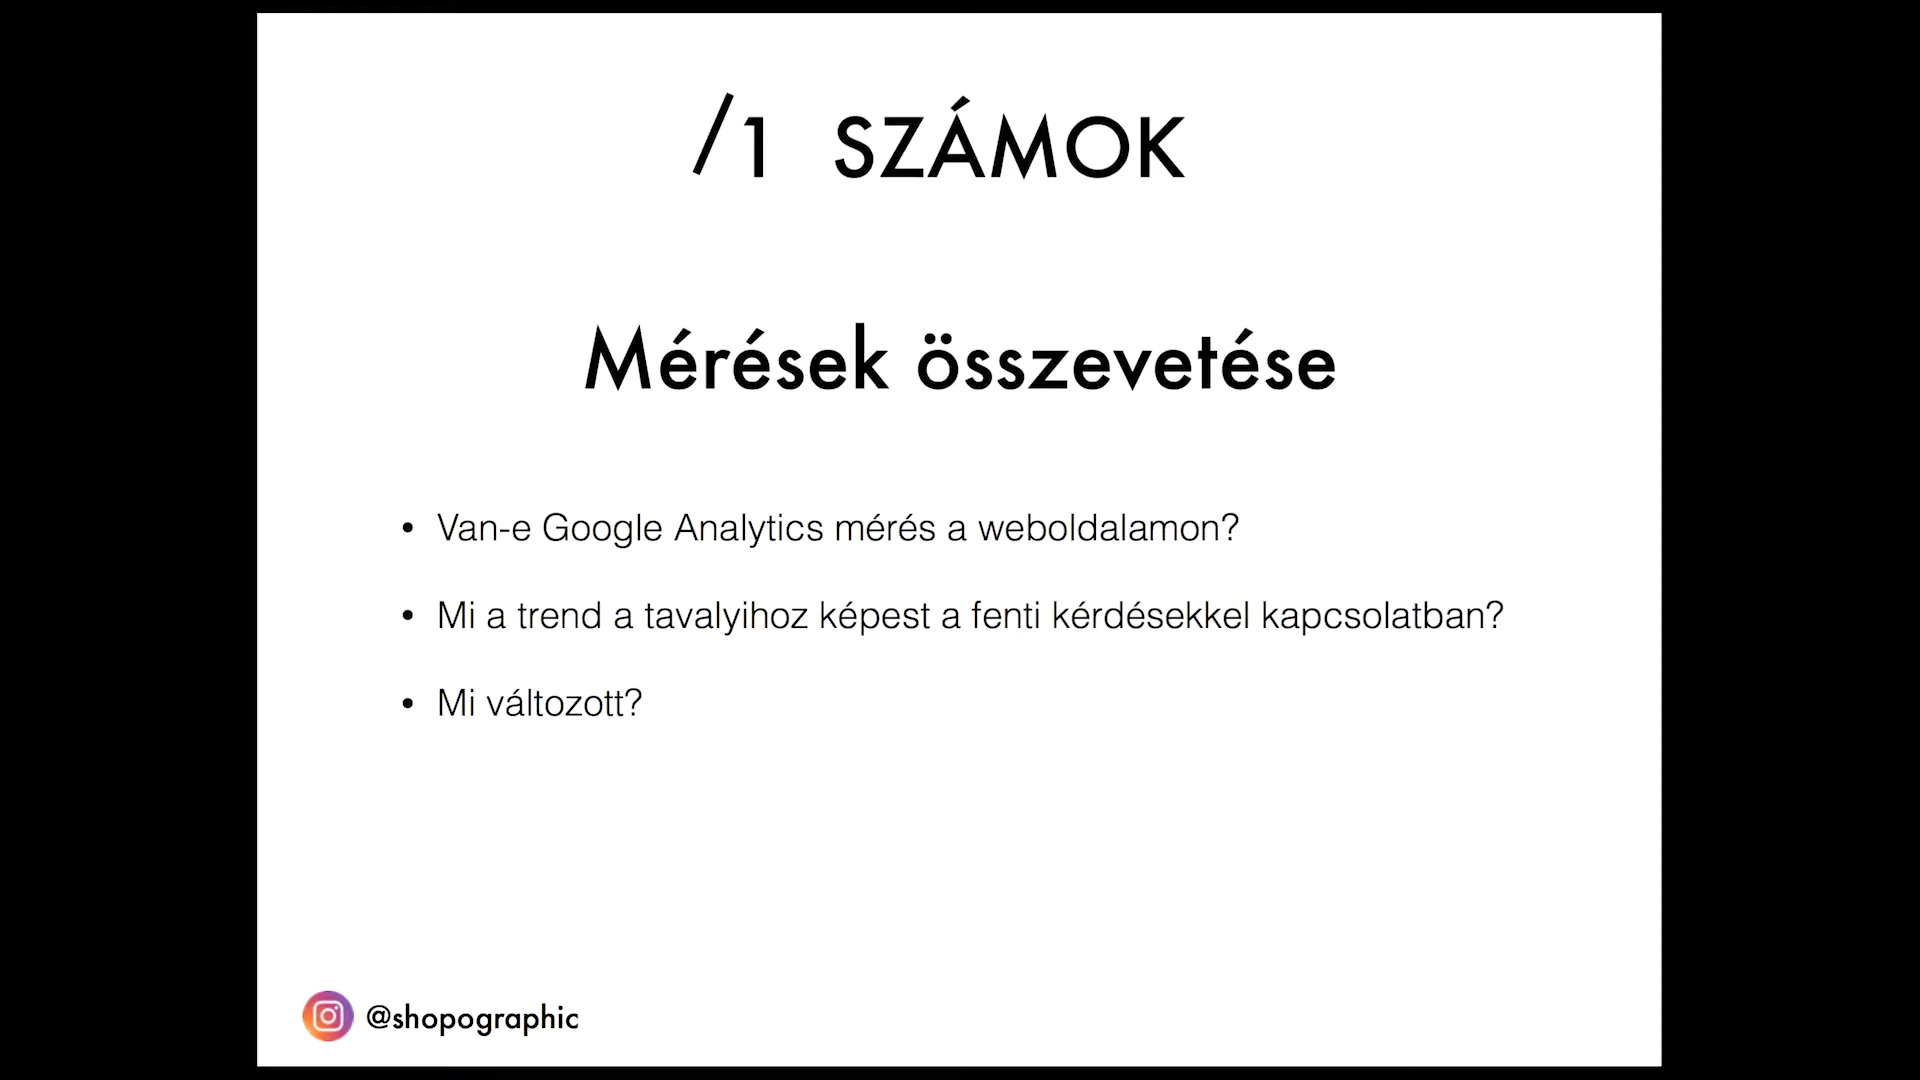 /1 SZÁMOK
Mérések összevetése
• Van-e Google Analytics mérés a weboldalamon?
• Mi a trend a tavalyihoz képest a fenti kérdésekkel kapcsolatban?
• Mi változott?
@shopographic